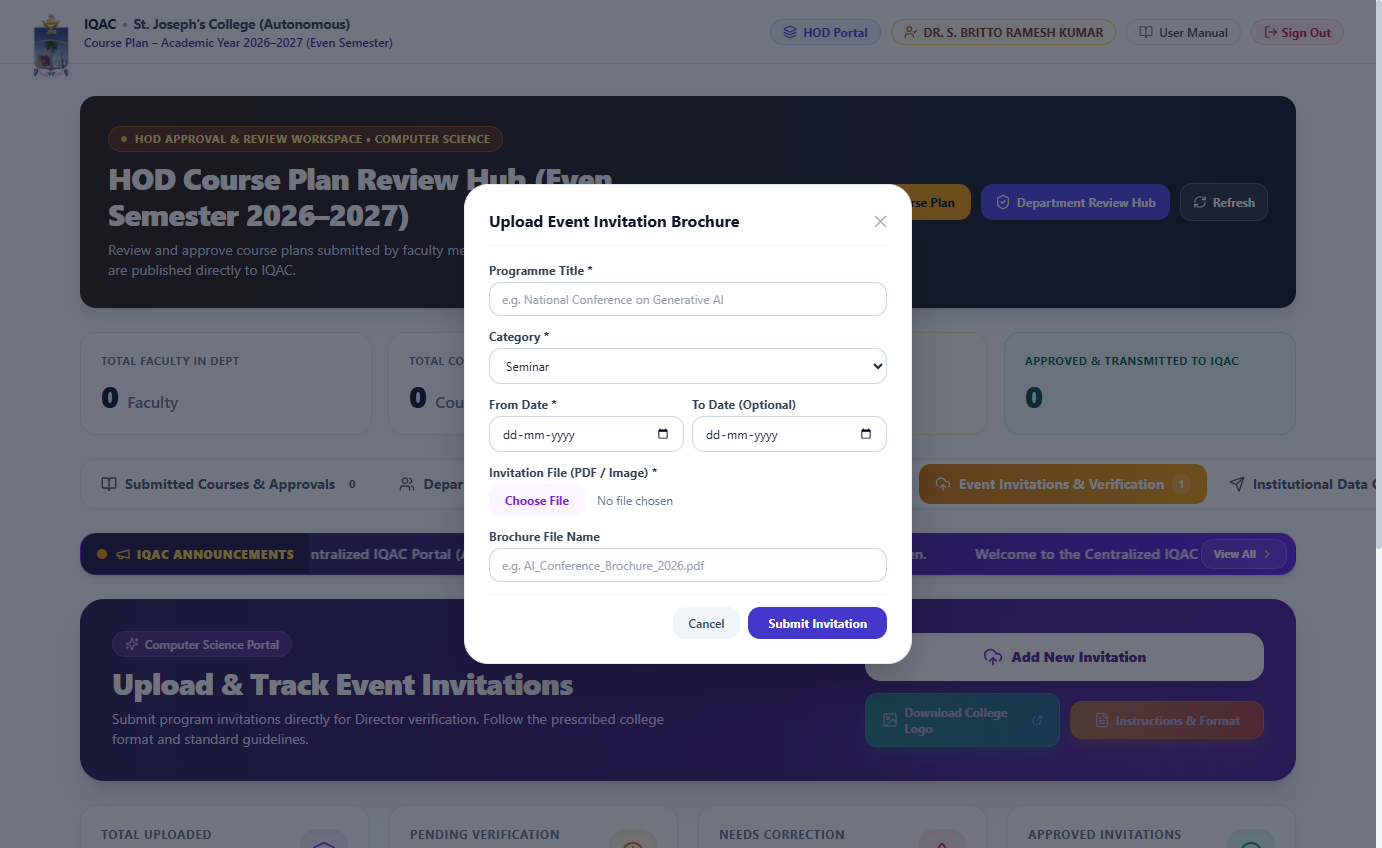 IQAC • St. Joseph's College (Autonomous)
Course Plan – Academic Year 2026–2027 (Even Semester)
HOD Portal
DR. S. BRITTO RAMESH KUMAR
User Manual
Sign Out
HOD APPROVAL & REVIEW WORKSPACE • COMPUTER SCIENCE
HOD Course Plan Review Hub (Even
Semester 2026–2027)
Review and approve course plans submitted by faculty me
are published directly to IQAC.
rse Plan
Department Review Hub
Refresh
TOTAL FACULTY IN DEPT
0 Faculty
TOTAL CO
0 Cou
APPROVED & TRANSMITTED TO IQAC
0
Submitted Courses & Approvals 0
Depar
Event Invitations & Verification 1
Institutional Data
IQAC ANNOUNCEMENTS
ntralized IQAC Portal (A
en.
Welcome to the Centralized IQAC
View All
Upload Event Invitation Brochure
Programme Title *
e.g. National Conference on Generative AI
Category *
Seminar
From Date *
To Date (Optional)
dd-mm-yyyy
dd-mm-yyyy
Invitation File (PDF / Image) *
Choose File
No file chosen
Brochure File Name
e.g. AI_Conference_Brochure_2026.pdf
Cancel
Submit Invitation
Computer Science Portal
Upload & Track Event Invitations
Submit program invitations directly for Director verification. Follow the prescribed college
format and standard guidelines.
Add New Invitation
Download College
Logo
Instructions & Format
TOTAL UPLOADED
PENDING VERIFICATION
NEEDS CORRECTION
APPROVED INVITATIONS